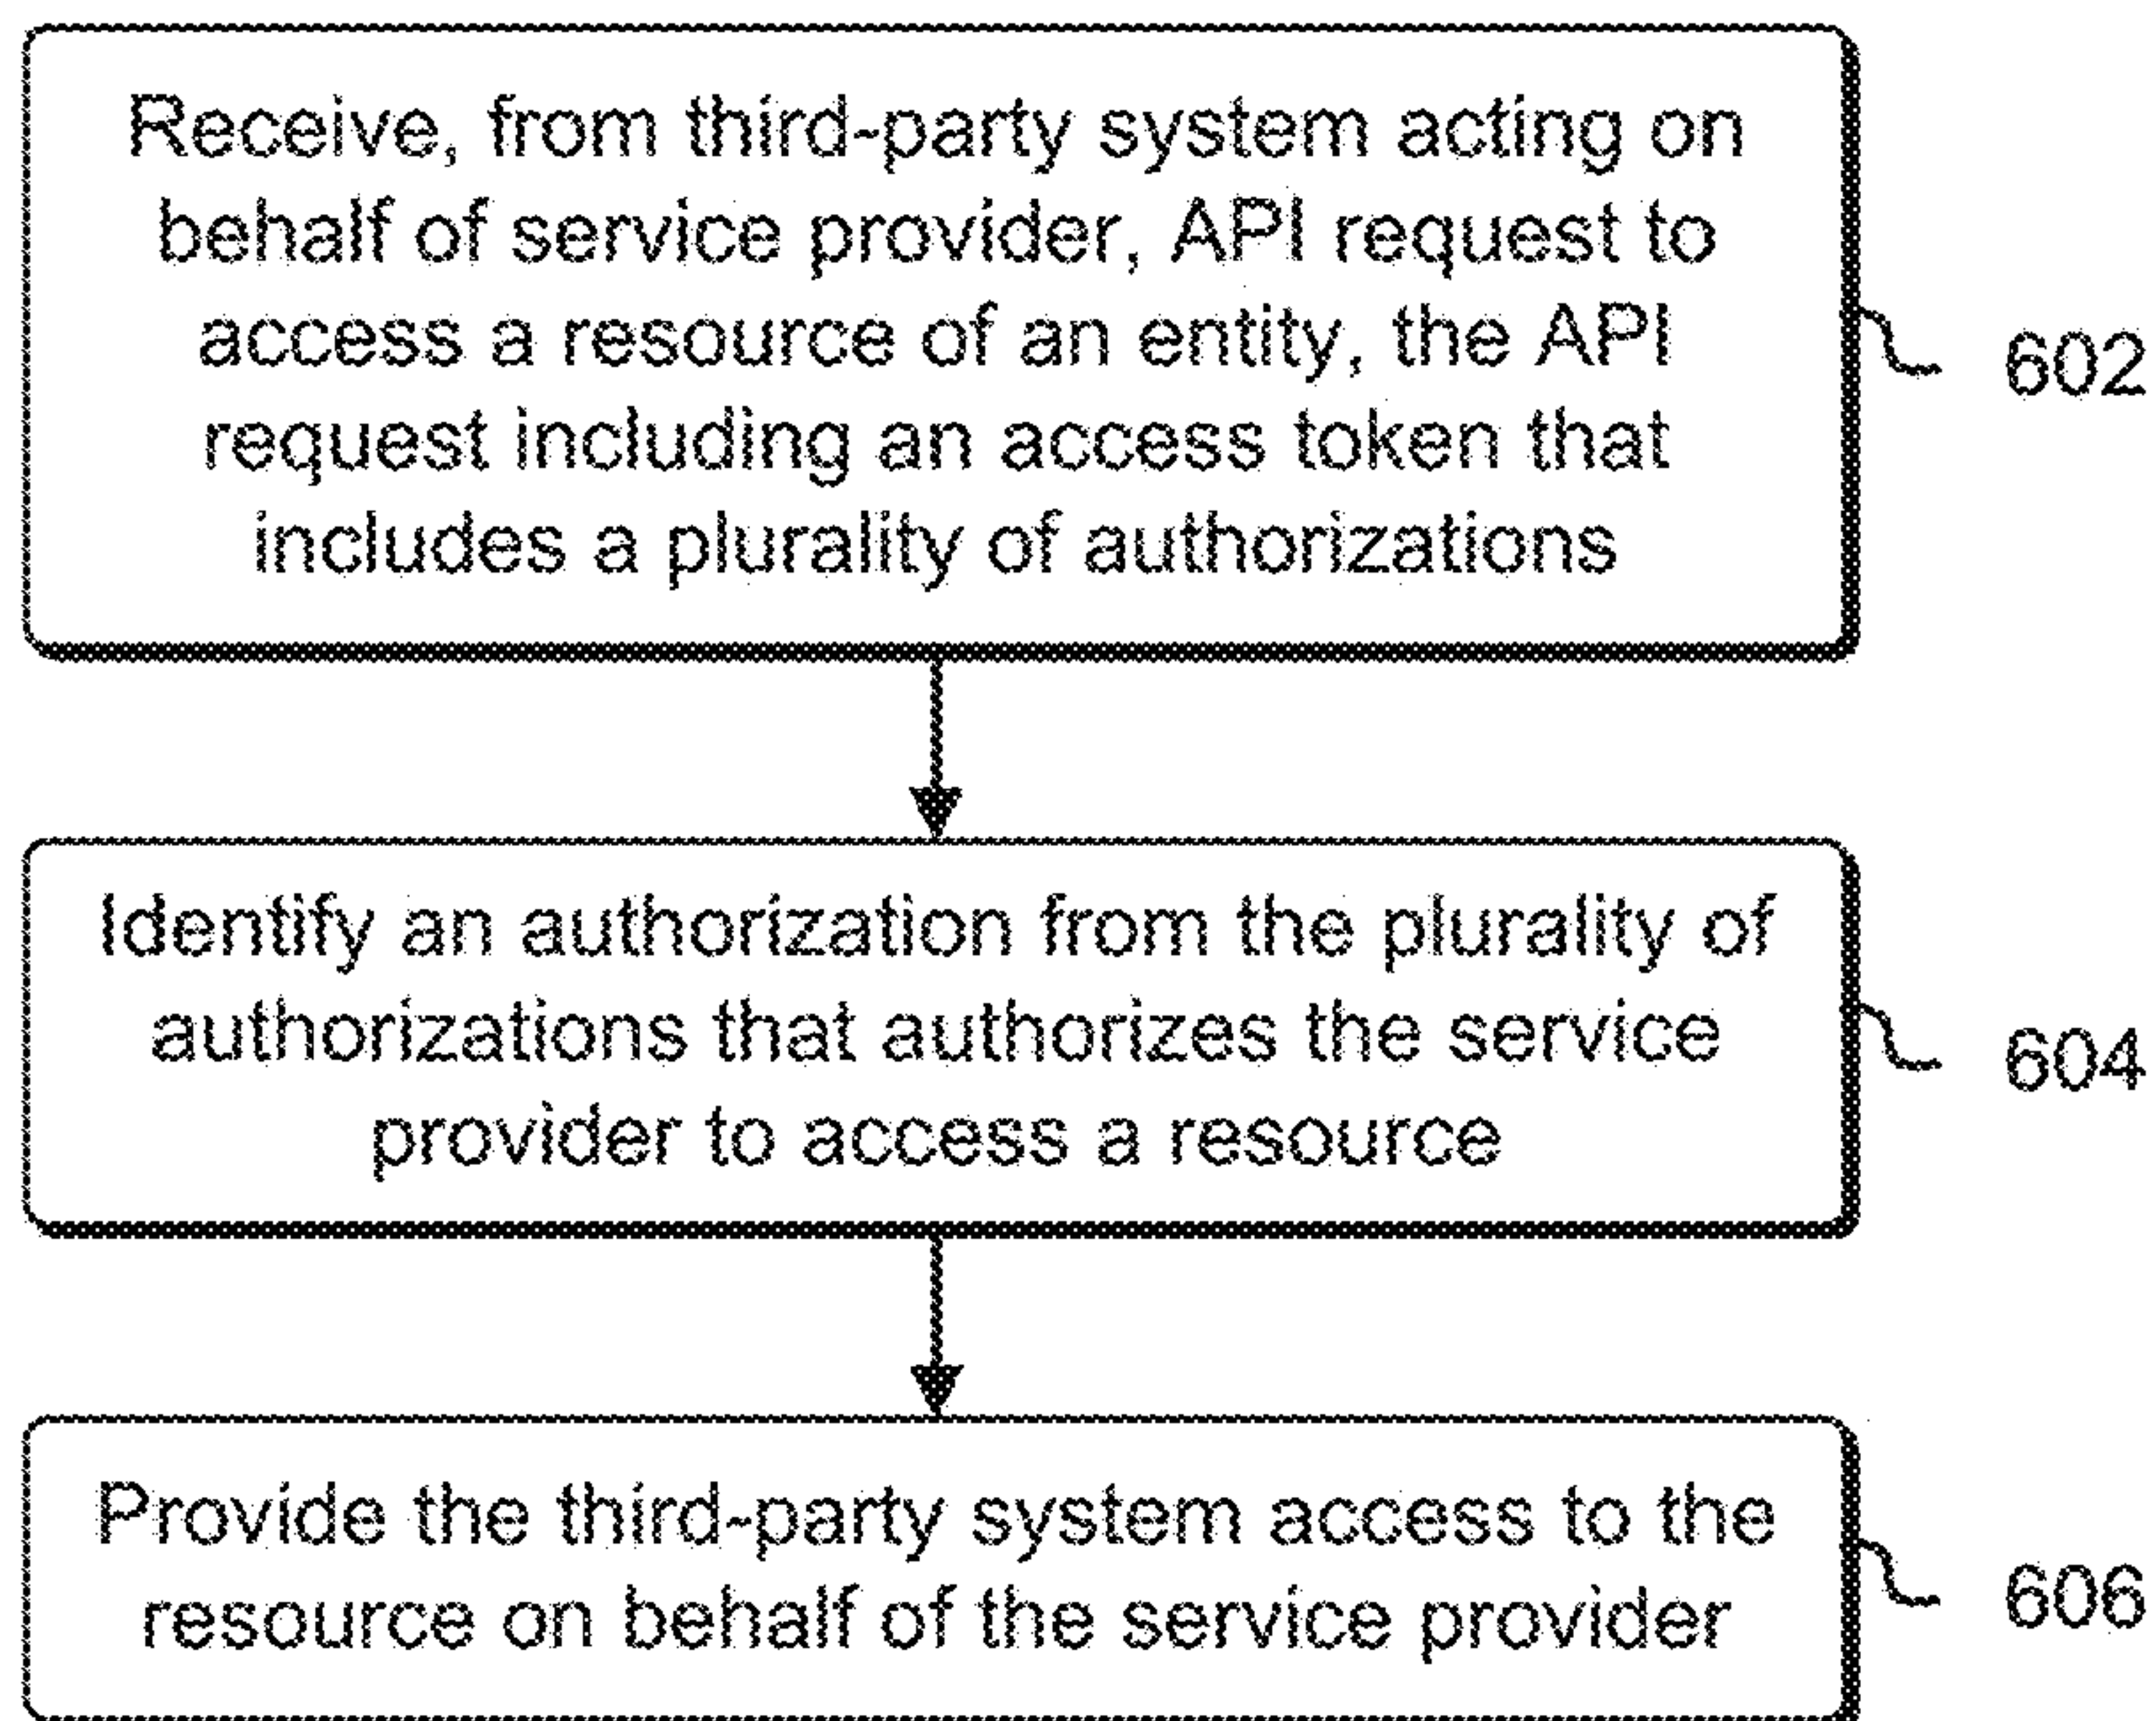 Receive, from third-party system acting on
behalf of service provider, API request to
access a resource of an entity, the API
request including an access token that
includes a plurality of authorizations
602
Identify an authorization from the plurality of
authorizations that authorizes the service
provider to access a resource
604
Provide the third-party system access to the
resource on behalf of the service provider
606